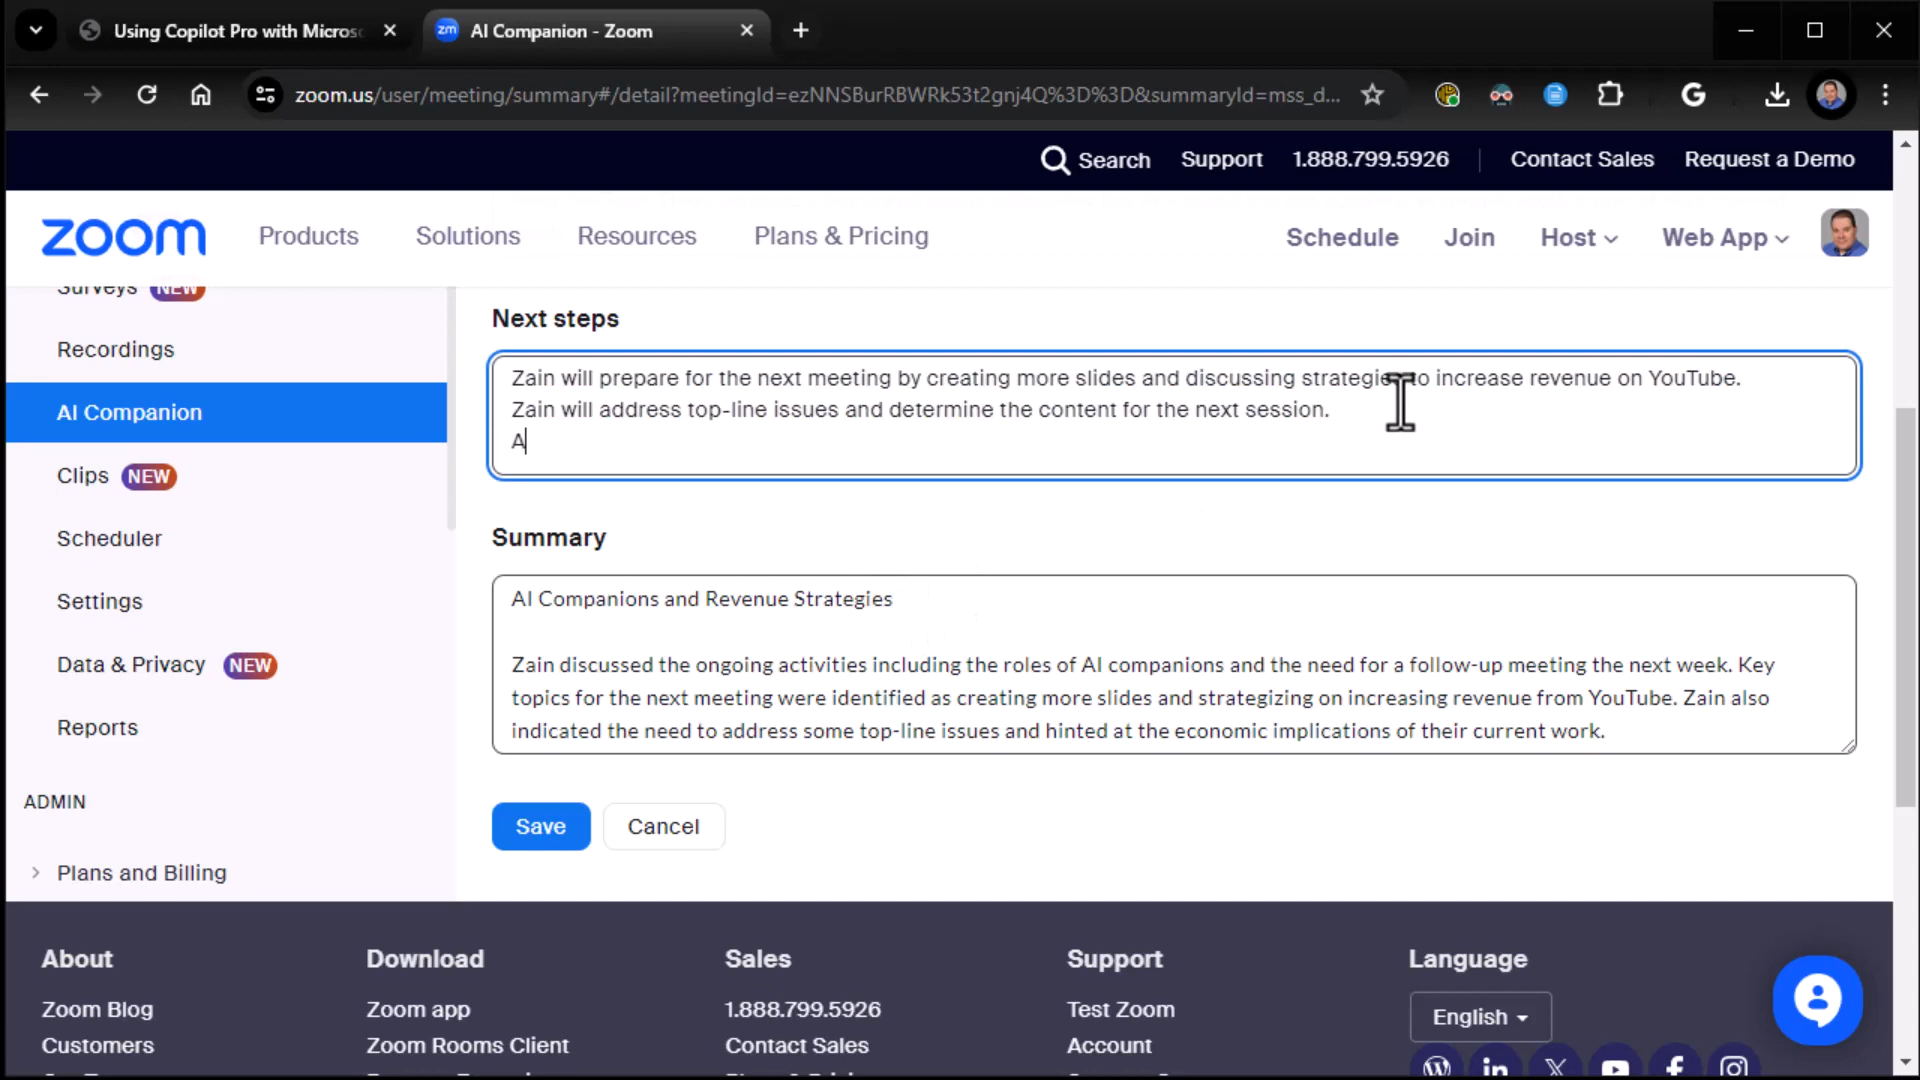 Using Copilot Pro with Micros
zm AI Companion - Zoom
zoom.us/user/meeting/summary#/detail?meetingId=ezNNSBurRBWRk53t2gnj4Q%3D%3D&summaryId=mss_d...
Search Support 1.888.799.5926 Contact Sales Request a Demo
zoom Products Solutions Resources Plans & Pricing Schedule Join Host Web App
Surveys NEW
Recordings
AI Companion
Clips NEW
Scheduler
Settings
Data & Privacy NEW
Reports
ADMIN
Plans and Billing
Next steps
Zain will prepare for the next meeting by creating more slides and discussing strategies to increase revenue on YouTube.
Zain will address top-line issues and determine the content for the next session.
A
Summary
AI Companions and Revenue Strategies
Zain discussed the ongoing activities including the roles of AI companions and the need for a follow-up meeting the next week. Key
topics for the next meeting were identified as creating more slides and strategizing on increasing revenue from YouTube. Zain also
indicated the need to address some top-line issues and hinted at the economic implications of their current work.
Save Cancel
About Download Sales Support Language
Zoom Blog Zoom app 1.888.799.5926 Test Zoom English
Customers Zoom Rooms Client Contact Sales Account